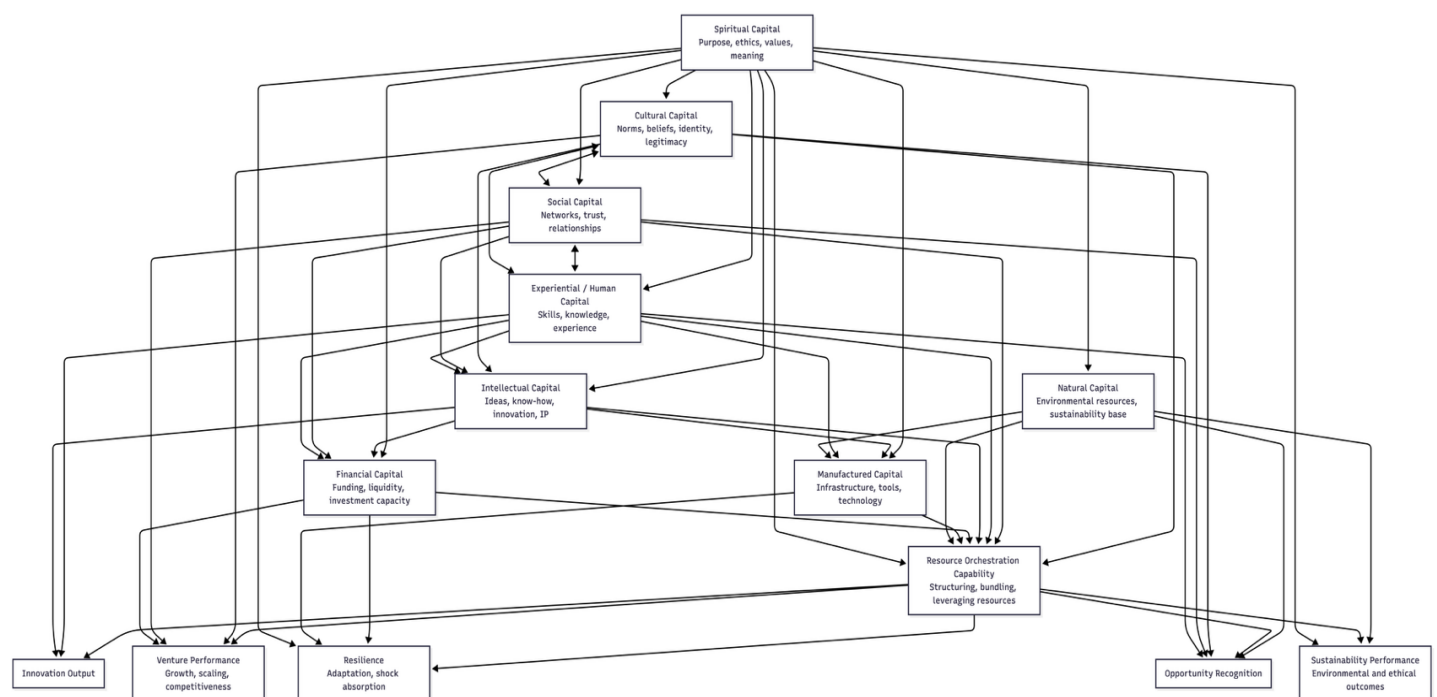 Spiritual Capital
Purpose, ethics, values,
meaning
Cultural Capital
Norms, beliefs, identity,
legitimacy
Social Capital
Networks, trust,
relationships
Experiential / Human
Capital
Skills, knowledge,
experience
Intellectual Capital
Ideas, know-how,
innovation, IP
Natural Capital
Environmental resources,
sustainability base
Financial Capital
Funding, liquidity,
investment capacity
Manufactured Capital
Infrastructure, tools,
technology
Resource Orchestration
Capability
Structuring, bundling,
leveraging resources
Innovation Output
Venture Performance
Growth, scaling,
competitiveness
Resilience
Adaptation, shock
absorption
Opportunity Recognition
Sustainability Performance
Environmental and ethical
outcomes